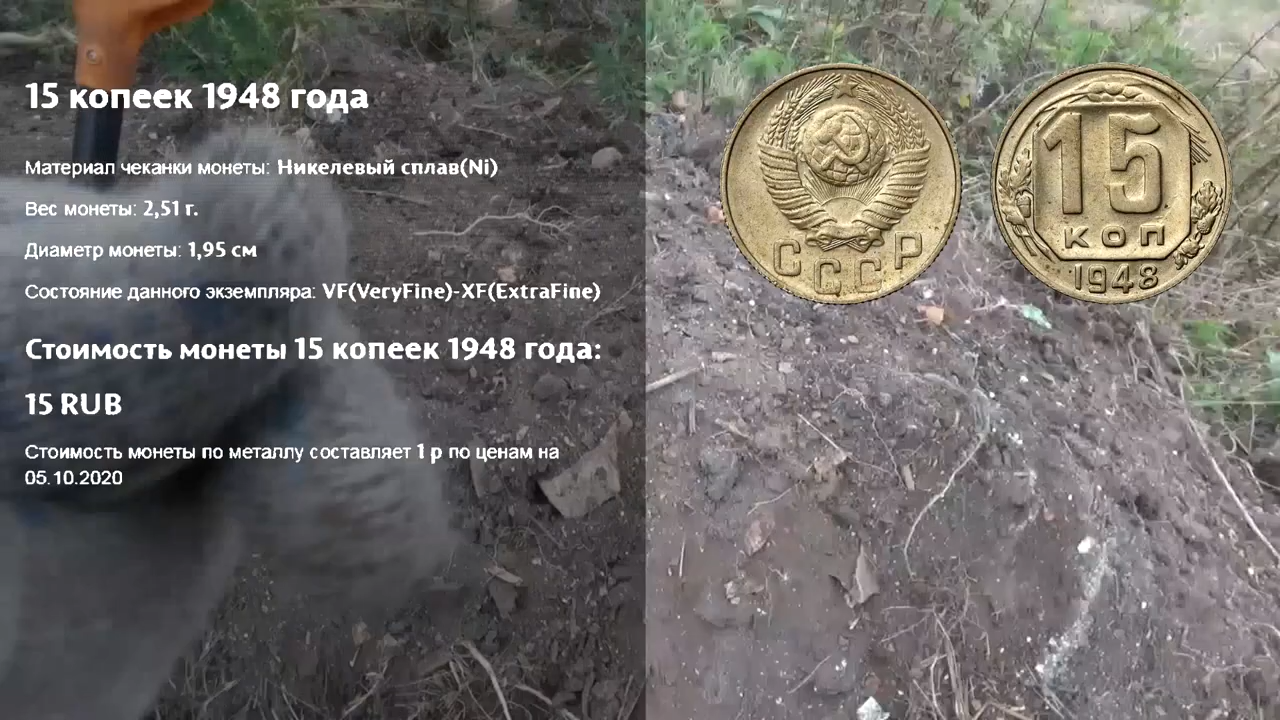 15 копеек 1948 года
Материал чеканки монеты: Никелевый сплав(Ni)
Вес монеты: 2,51 г.
Диаметр монеты: 1,95 см
Состояние данного экземпляра: VF(VeryFine)-XF(ExtraFine)
Стоимость монеты 15 копеек 1948 года:
15 RUB
Стоимость монеты по металлу составляет 1 р по ценам на
05.10.2020
СССР
15
КОП
1948